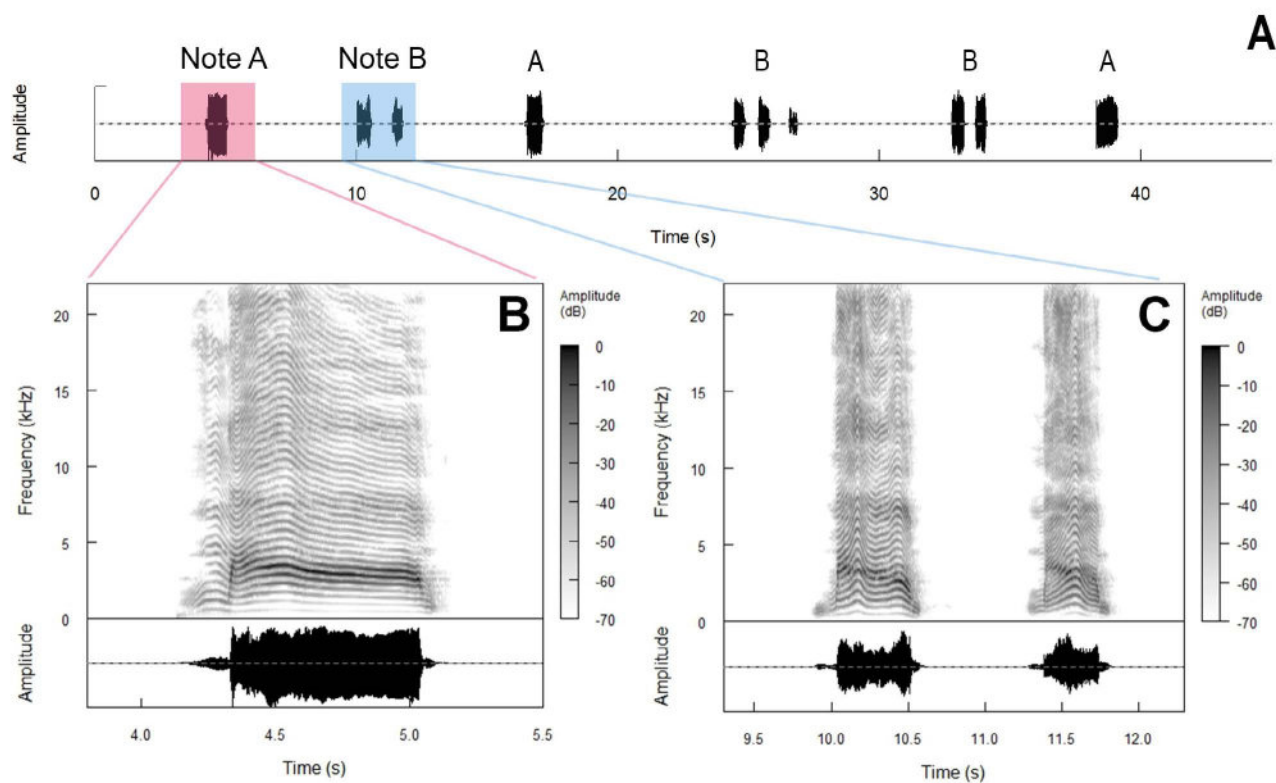 A
Note A
Note B
A
B
B
A
Amplitude
0
10
20
30
40
Time (s)
B
Amplitude
(dB)
0
-10
-20
-30
-40
-50
-60
-70
Frequency (kHz)
20
15
10
5
0
Amplitude
4.0
4.5
5.0
5.5
Time (s)
C
Amplitude
(dB)
0
-10
-20
-30
-40
-50
-60
-70
Frequency (kHz)
20
15
10
5
0
Amplitude
9.5
10.0
10.5
11.0
11.5
12.0
Time (s)